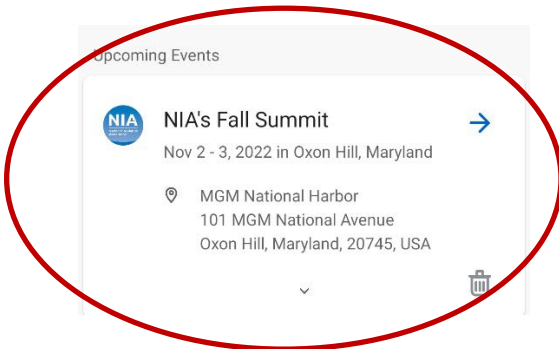 Upcoming Events
NIA
NIA's Fall Summit
Nov 2 - 3, 2022 in Oxon Hill, Maryland
MGM National Harbor
101 MGM National Avenue
Oxon Hill, Maryland, 20745, USA